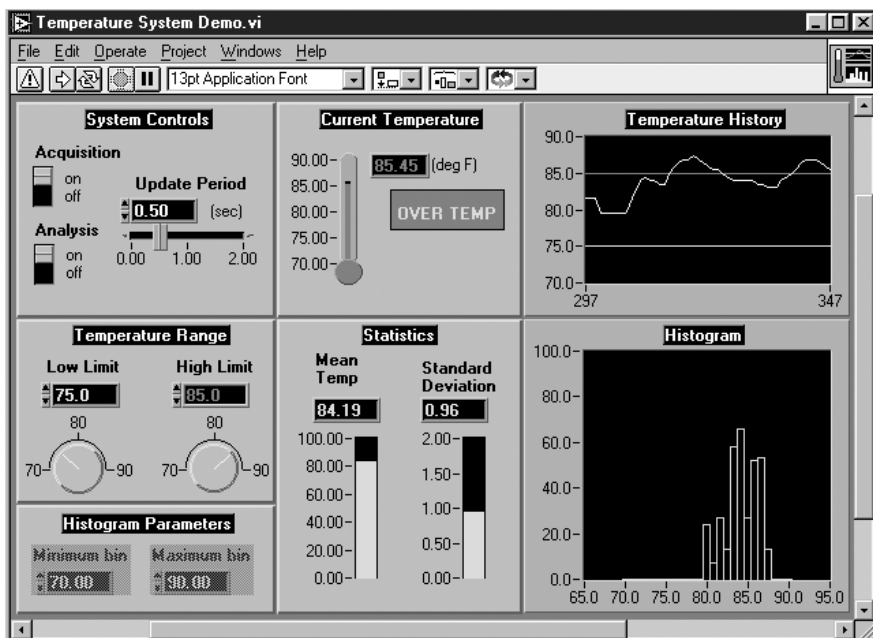 Temperature System Demo.vi
File Edit Operate Project Windows Help
13pt Application Font
System Controls
Acquisition
on
off
Update Period
0.50 (sec)
0.00 1.00 2.00
Analysis
on
off
Current Temperature
90.00
85.00
80.00
75.00
70.00
85.45 (deg F)
OVER TEMP
Temperature History
90.0
85.0
80.0
75.0
70.0
297 347
Temperature Range
Low Limit High Limit
75.0 85.0
80 80
70 90 70 90
Histogram Parameters
Minimum bin Maximum bin
70.00 90.00
Statistics
Mean Temp
84.19
100.00
80.00
60.00
40.00
20.00
0.00
Standard Deviation
0.96
2.00
1.50
1.00
0.50
0.00
Histogram
100.0
80.0
60.0
40.0
20.0
0.0
65.0 70.0 75.0 80.0 85.0 90.0 95.0